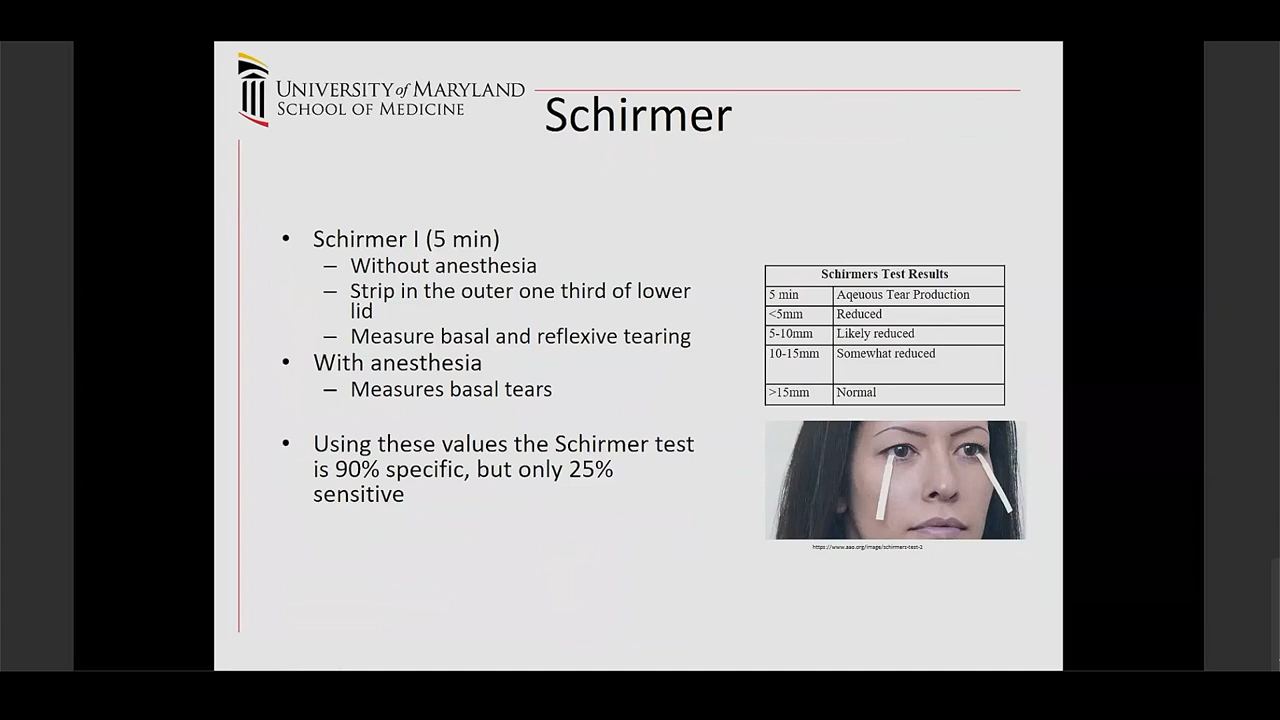 UNIVERSITY of MARYLAND
SCHOOL OF MEDICINE
Schirmer
• Schirmer I (5 min)
– Without anesthesia
– Strip in the outer one third of lower
lid
– Measure basal and reflexive tearing
• With anesthesia
– Measures basal tears
• Using these values the Schirmer test
is 90% specific, but only 25%
sensitive
Schirmers Test Results
5 min Aqeuous Tear Production
<5mm Reduced
5-10mm Likely reduced
10-15mm Somewhat reduced
>15mm Normal
https://www.aao.org/image/schirmers-test-2